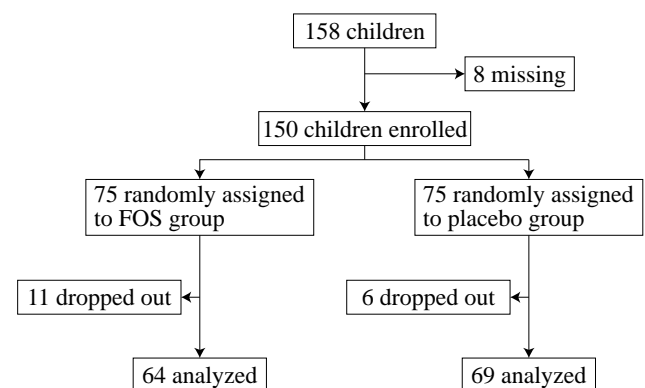 158 children
8 missing
150 children enrolled
75 randomly assigned
to FOS group
75 randomly assigned
to placebo group
11 dropped out
6 dropped out
64 analyzed
69 analyzed